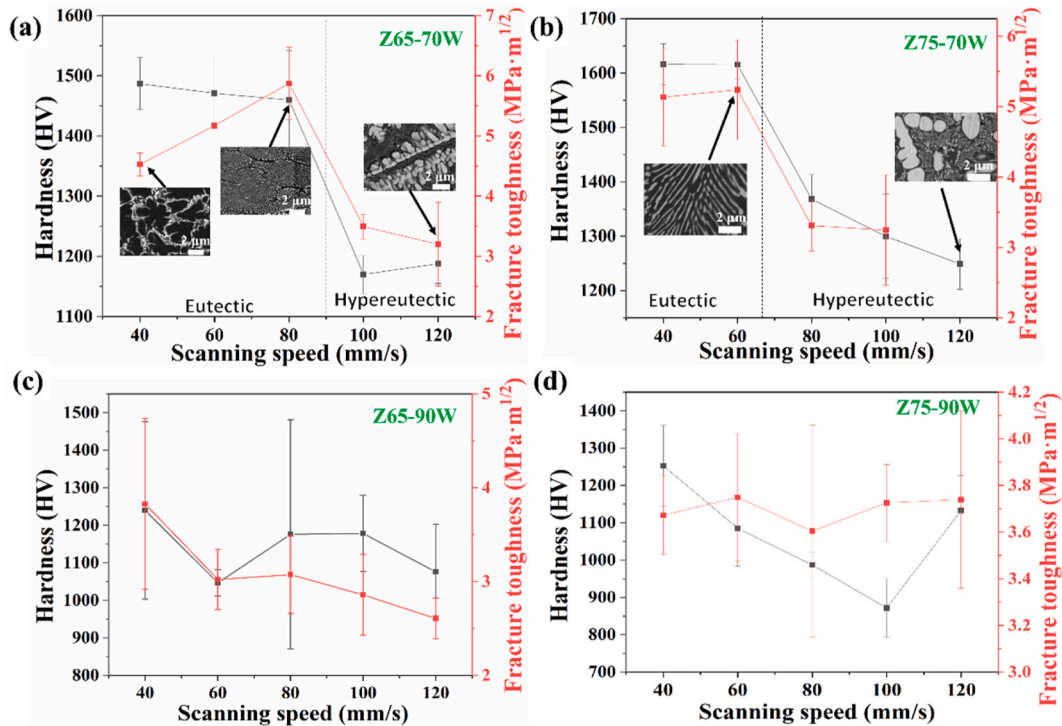 (a)
Z65-70W
1600
1500
1400
1300
1200
1100
Hardness (HV)
7
6
5
4
3
2
Fracture toughness (MPa·m1/2)
2 μm
2 μm
2 μm
Eutectic
Hypereutectic
40 60 80 100 120
Scanning speed (mm/s)
(b)
Z75-70W
1700
1600
1500
1400
1300
1200
Hardness (HV)
6
5
4
3
2
Fracture toughness (MPa·m1/2)
2 μm
2 μm
Eutectic
Hypereutectic
40 60 80 100 120
Scanning speed (mm/s)
(c)
Z65-90W
1500
1400
1300
1200
1100
1000
900
800
Hardness (HV)
5
4
3
2
Fracture toughness (MPa·m1/2)
40 60 80 100 120
Scanning speed (mm/s)
(d)
Z75-90W
1400
1300
1200
1100
1000
900
800
700
Hardness (HV)
4.2
4.0
3.8
3.6
3.4
3.2
3.0
Fracture toughness (MPa·m1/2)
40 60 80 100 120
Scanning speed (mm/s)